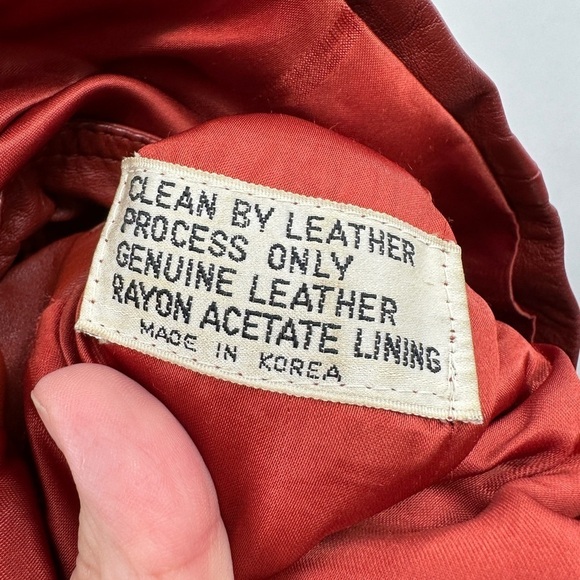 CLEAN BY LEATHER
PROCESS ONLY
GENUINE LEATHER
RAYON ACETATE LINING
MADE IN KOREA